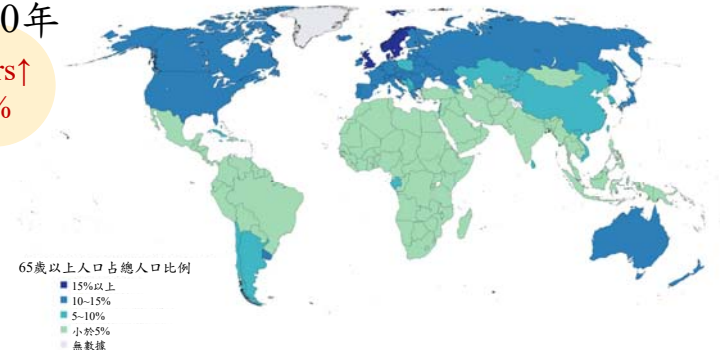 0年
rs↑
%
65歲以上人口占總人口比例
15%以上
10~15%
5~10%
小於5%
無數據